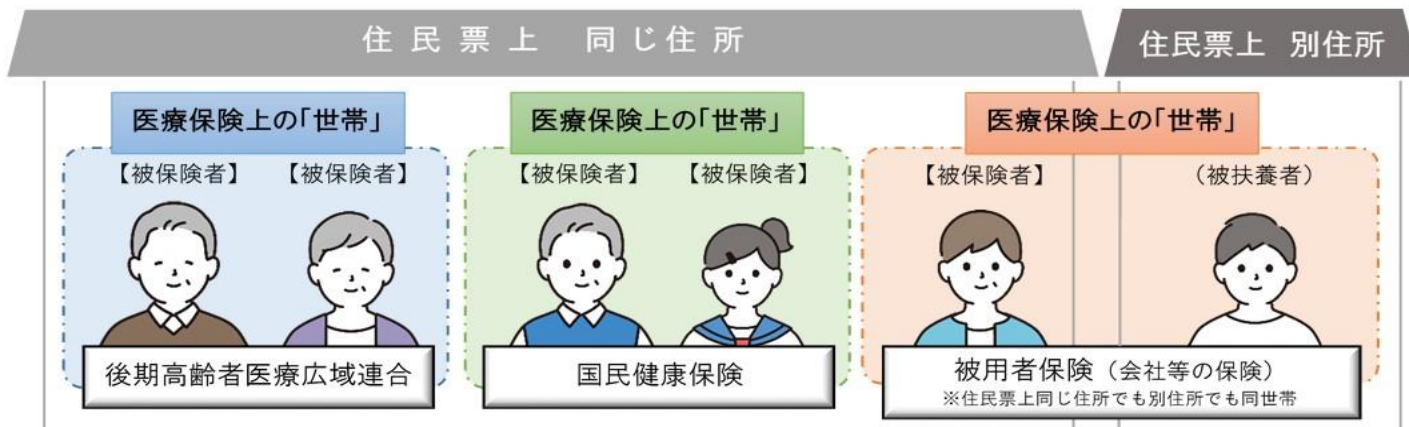 住民票上　同じ住所
住民票上　別住所
医療保険上の「世帯」
医療保険上の「世帯」
医療保険上の「世帯」
【被保険者】
【被保険者】
【被保険者】
【被保険者】
【被保険者】
（被扶養者）
後期高齢者医療広域連合
国民健康保険
被用者保険（会社等の保険）
※住民票上同じ住所でも別住所でも同世帯